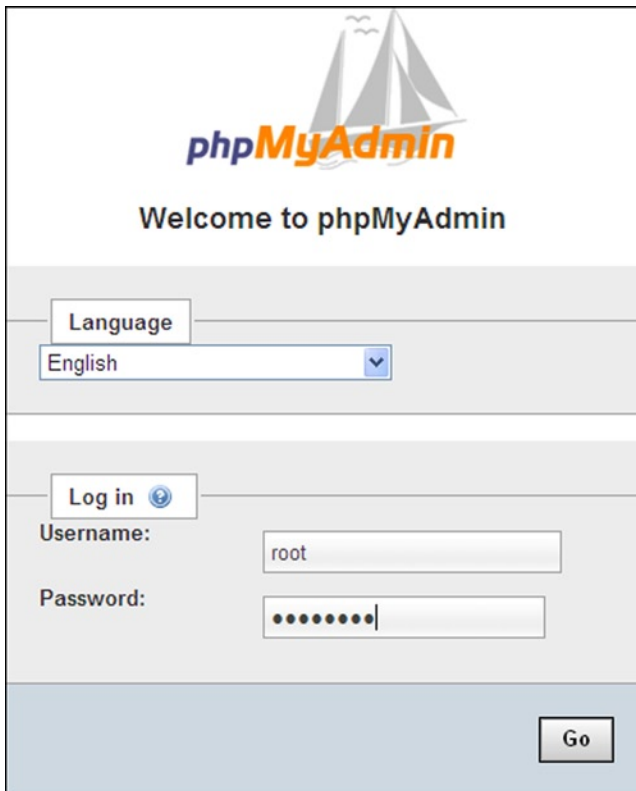 phpMyAdmin
Welcome to phpMyAdmin
Language
English
Log in
Username:
root
Password:
••••••••
Go